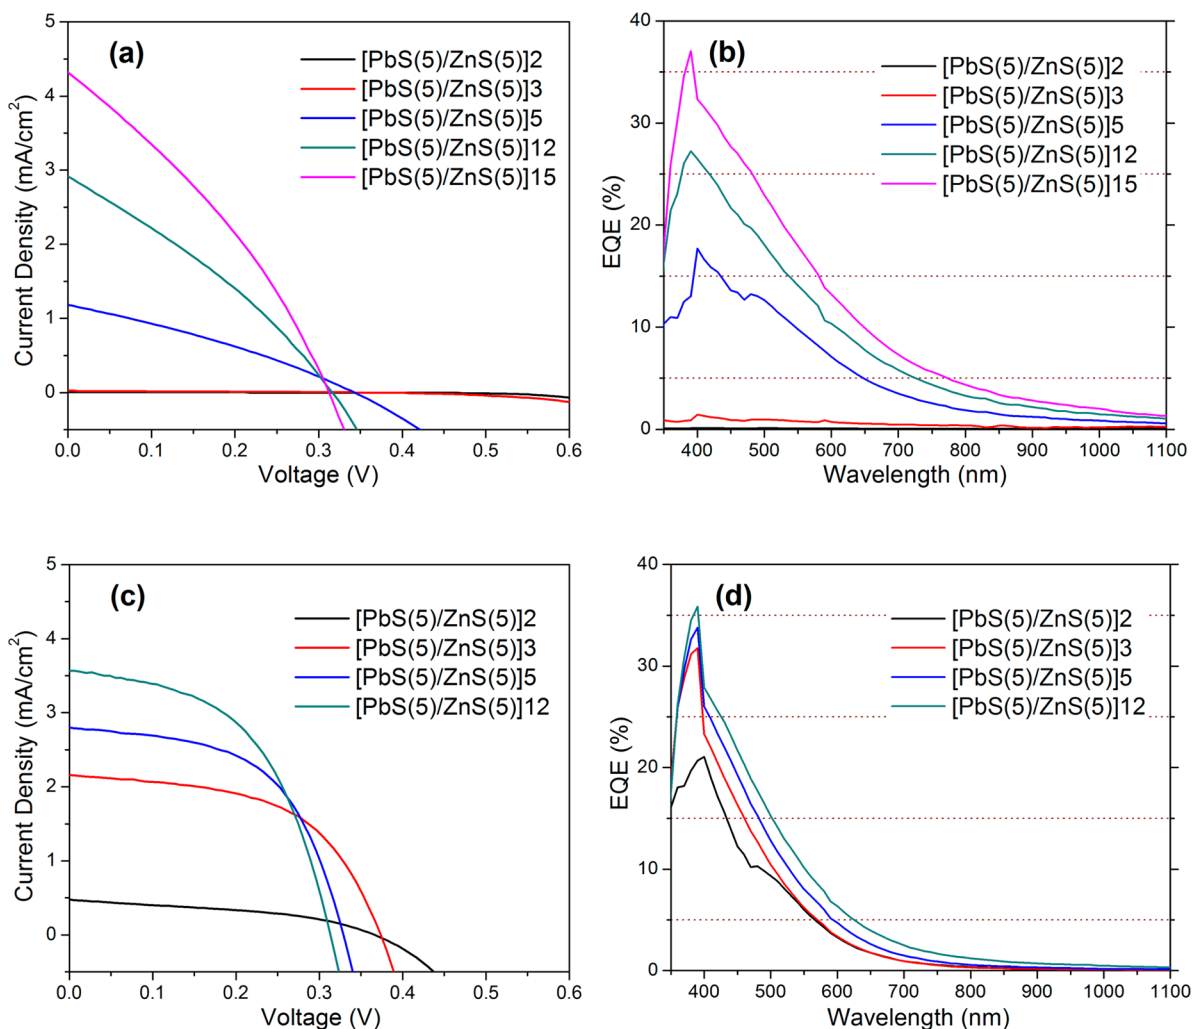 (a)
[PbS(5)/ZnS(5)]2
[PbS(5)/ZnS(5)]3
[PbS(5)/ZnS(5)]5
[PbS(5)/ZnS(5)]12
[PbS(5)/ZnS(5)]15
Current Density (mA/cm²)
5
4
3
2
1
0
0.0 0.1 0.2 0.3 0.4 0.5 0.6
Voltage (V)
(b)
[PbS(5)/ZnS(5)]2
[PbS(5)/ZnS(5)]3
[PbS(5)/ZnS(5)]5
[PbS(5)/ZnS(5)]12
[PbS(5)/ZnS(5)]15
EQE (%)
40
30
20
10
0
400 500 600 700 800 900 1000 1100
Wavelength (nm)
(c)
[PbS(5)/ZnS(5)]2
[PbS(5)/ZnS(5)]3
[PbS(5)/ZnS(5)]5
[PbS(5)/ZnS(5)]12
Current Density (mA/cm²)
5
4
3
2
1
0
0.0 0.1 0.2 0.3 0.4 0.5 0.6
Voltage (V)
(d)
[PbS(5)/ZnS(5)]2
[PbS(5)/ZnS(5)]3
[PbS(5)/ZnS(5)]5
[PbS(5)/ZnS(5)]12
EQE (%)
40
30
20
10
0
400 500 600 700 800 900 1000 1100
Wavelength (nm)